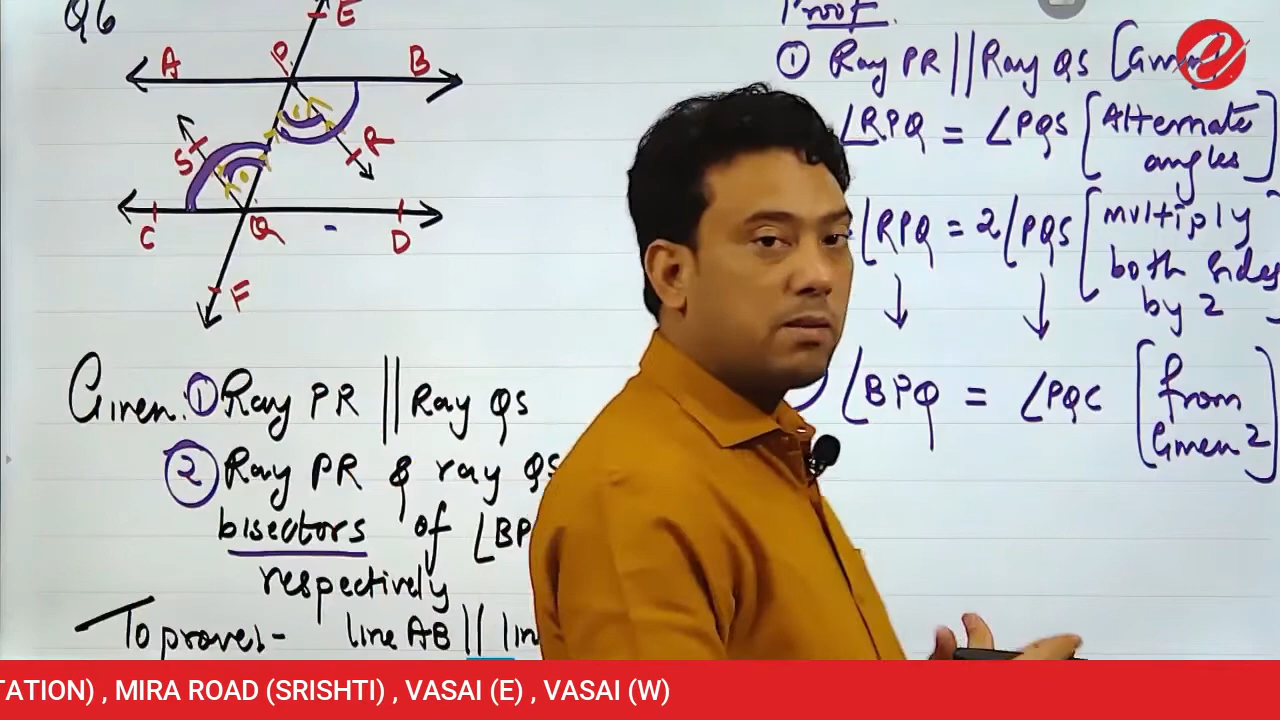 Q6
E
A
P
B
S
R
C
Q
D
F
Given:- ① Ray PR || Ray QS
② Ray PR & ray QS
bisectors of ∠BP
respectively
To prove:- line AB || lin
Proof.
① Ray PR || Ray QS [Given]
∠RPQ = ∠PQS [Alternate
angles]
∠RPQ = 2∠PQS [multiply
both sides
by 2
∠BPQ = ∠PQC [from
Given 2]
TATION) , MIRA ROAD (SRISHTI) , VASAI (E) , VASAI (W)